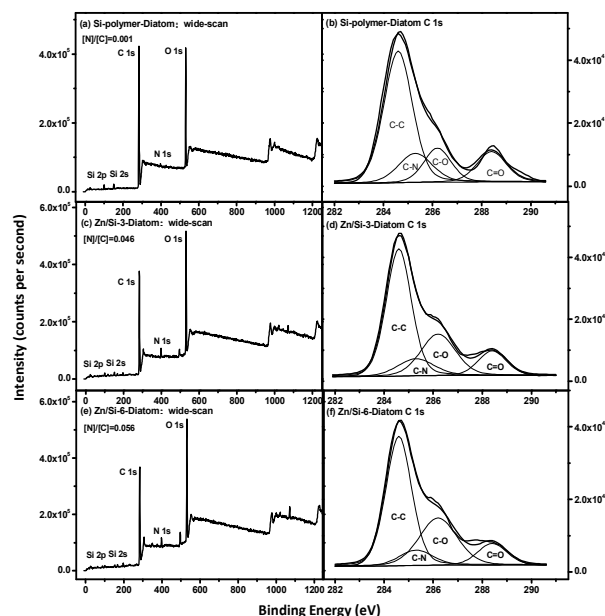 (a) Si-polymer-Diatom: wide-scan
[N]/[C]=0.001
C 1s
O 1s
N 1s
Si 2p Si 2s
4.0x10⁵
2.0x10⁵
0.0
0 200 400 600 800 1000 1200
(b) Si-polymer-Diatom C 1s
C-C
C-N
C-O
C=O
4.0x10⁴
2.0x10⁴
0.0
282 284 286 288 290
(c) Zn/Si-3-Diatom: wide-scan
[N]/[C]=0.046
O 1s
C 1s
N 1s
Si 2p Si 2s
6.0x10⁵
4.0x10⁵
2.0x10⁵
0.0
0 200 400 600 800 1000 1200
(d) Zn/Si-3-Diatom C 1s
C-C
C-O
C-N
C=O
4.0x10⁴
2.0x10⁴
0.0
282 284 286 288 290
(e) Zn/Si-6-Diatom: wide-scan
[N]/[C]=0.056
O 1s
C 1s
N 1s
Si 2p Si 2s
6.0x10⁵
4.0x10⁵
2.0x10⁵
0.0
0 200 400 600 800 1000 1200
(f) Zn/Si-6-Diatom C 1s
C-C
C-O
C-N
C=O
4.0x10⁴
2.0x10⁴
0.0
282 284 286 288 290
Intensity (counts per second)
Binding Energy (eV)